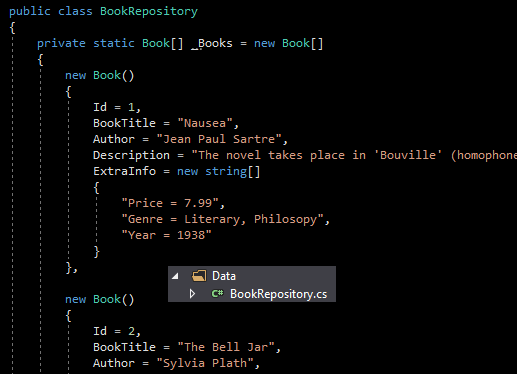 public class BookRepository
{
private static Book[] _Books = new Book[]
{
new Book()
{
Id = 1,
BookTitle = "Nausea",
Author = "Jean Paul Sartre",
Description = "The novel takes place in 'Bouville' (homophone
ExtraInfo = new string[]
{
"Price = 7.99",
"Genre = Literary, Philosopy",
"Year = 1938"
}
},
Data
C# BookRepository.cs
new Book()
{
Id = 2,
BookTitle = "The Bell Jar",
Author = "Sylvia Plath",